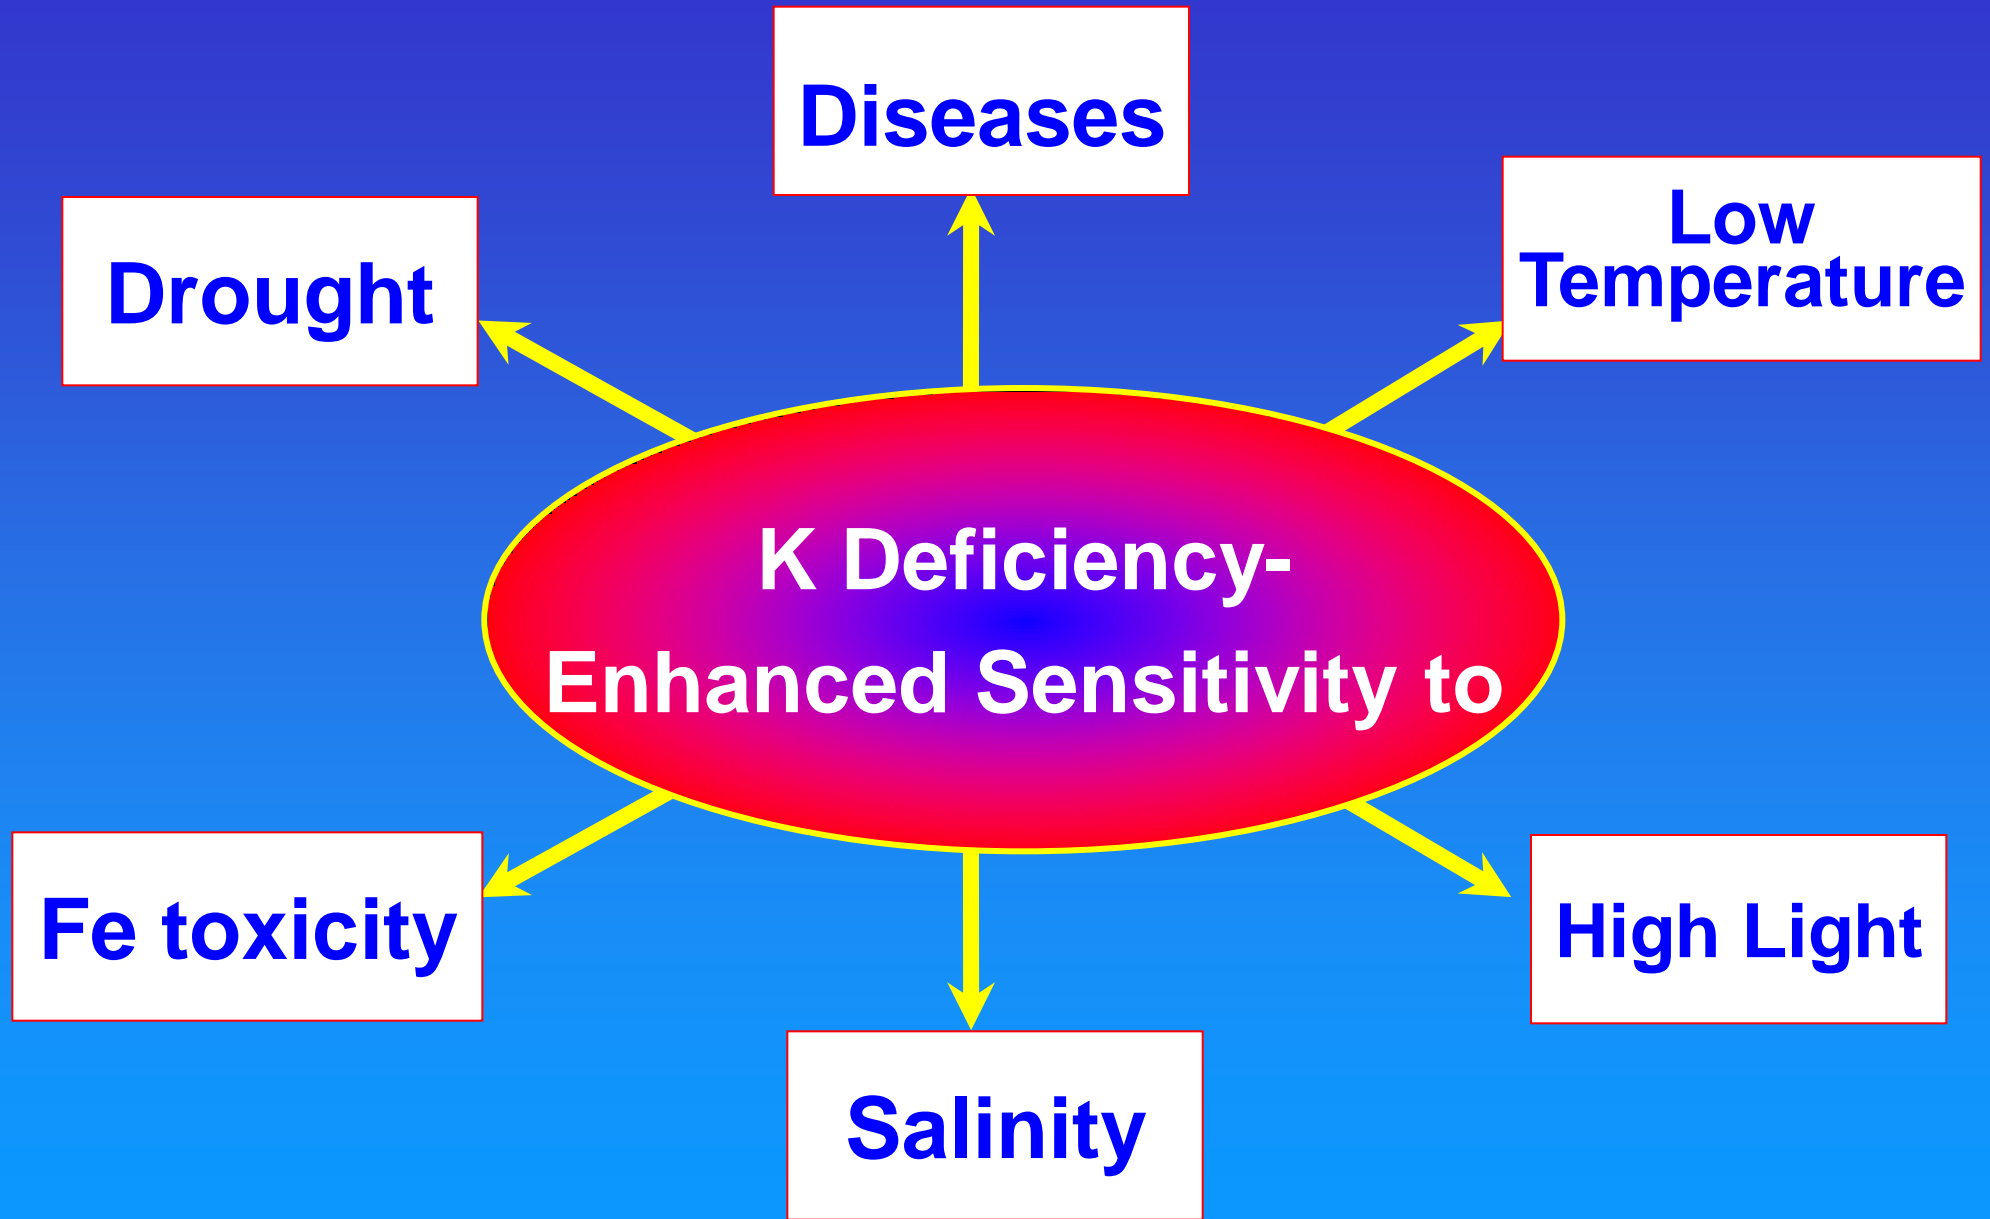 Diseases
Low
Temperature
Drought
K Deficiency-
Enhanced Sensitivity to
Fe toxicity
High Light
Salinity